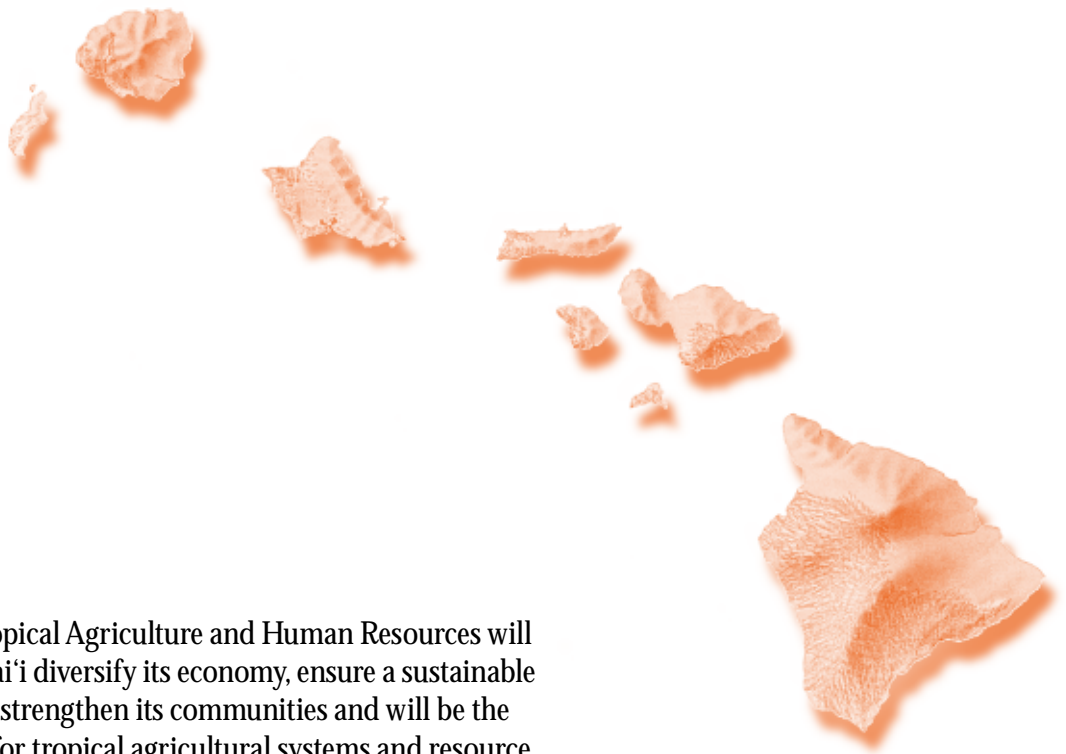 opical Agriculture and Human Resources will
ai‘i diversify its economy, ensure a sustainable
strengthen its communities and will be the
for tropical agricultural systems and resource